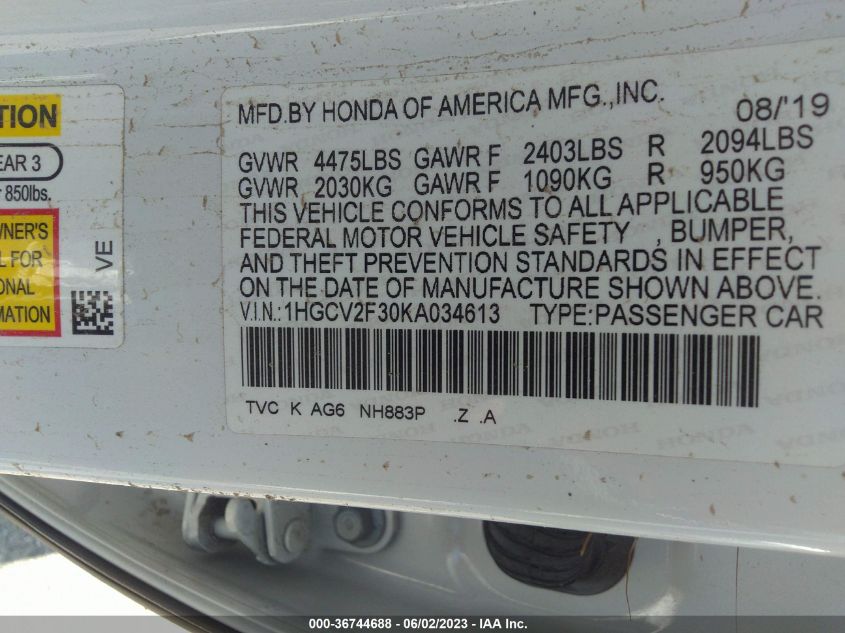 TION
EAR 3
850lbs.
WNER'S
L FOR
ONAL
MATION
VE
MFD.BY HONDA OF AMERICA MFG.,INC. 08/'19
GVWR 4475LBS GAWR F 2403LBS R 2094LBS
GVWR 2030KG GAWR F 1090KG R 950KG
THIS VEHICLE CONFORMS TO ALL APPLICABLE
FEDERAL MOTOR VEHICLE SAFETY , BUMPER,
AND THEFT PREVENTION STANDARDS IN EFFECT
ON THE DATE OF MANUFACTURE SHOWN ABOVE.
V.I.N.:1HGCV2F30KA034613 TYPE:PASSENGER CAR
TVC K AG6 NH883P .Z .A
000-36744688 - 06/02/2023 - IAA Inc.